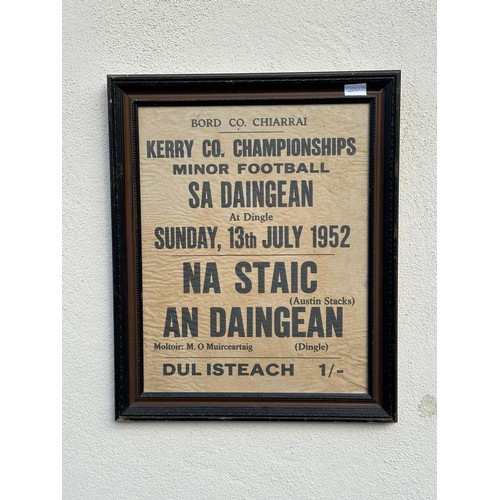 BORD CO. CHIARRAI
KERRY CO. CHAMPIONSHIPS
MINOR FOOTBALL
SA DAINGEAN
At Dingle
SUNDAY, 13th JULY 1952
NA STAIC
(Austin Stacks)
AN DAINGEAN
Moltoir: M. O Muirceartaig (Dingle)
DUL ISTEACH 1/-